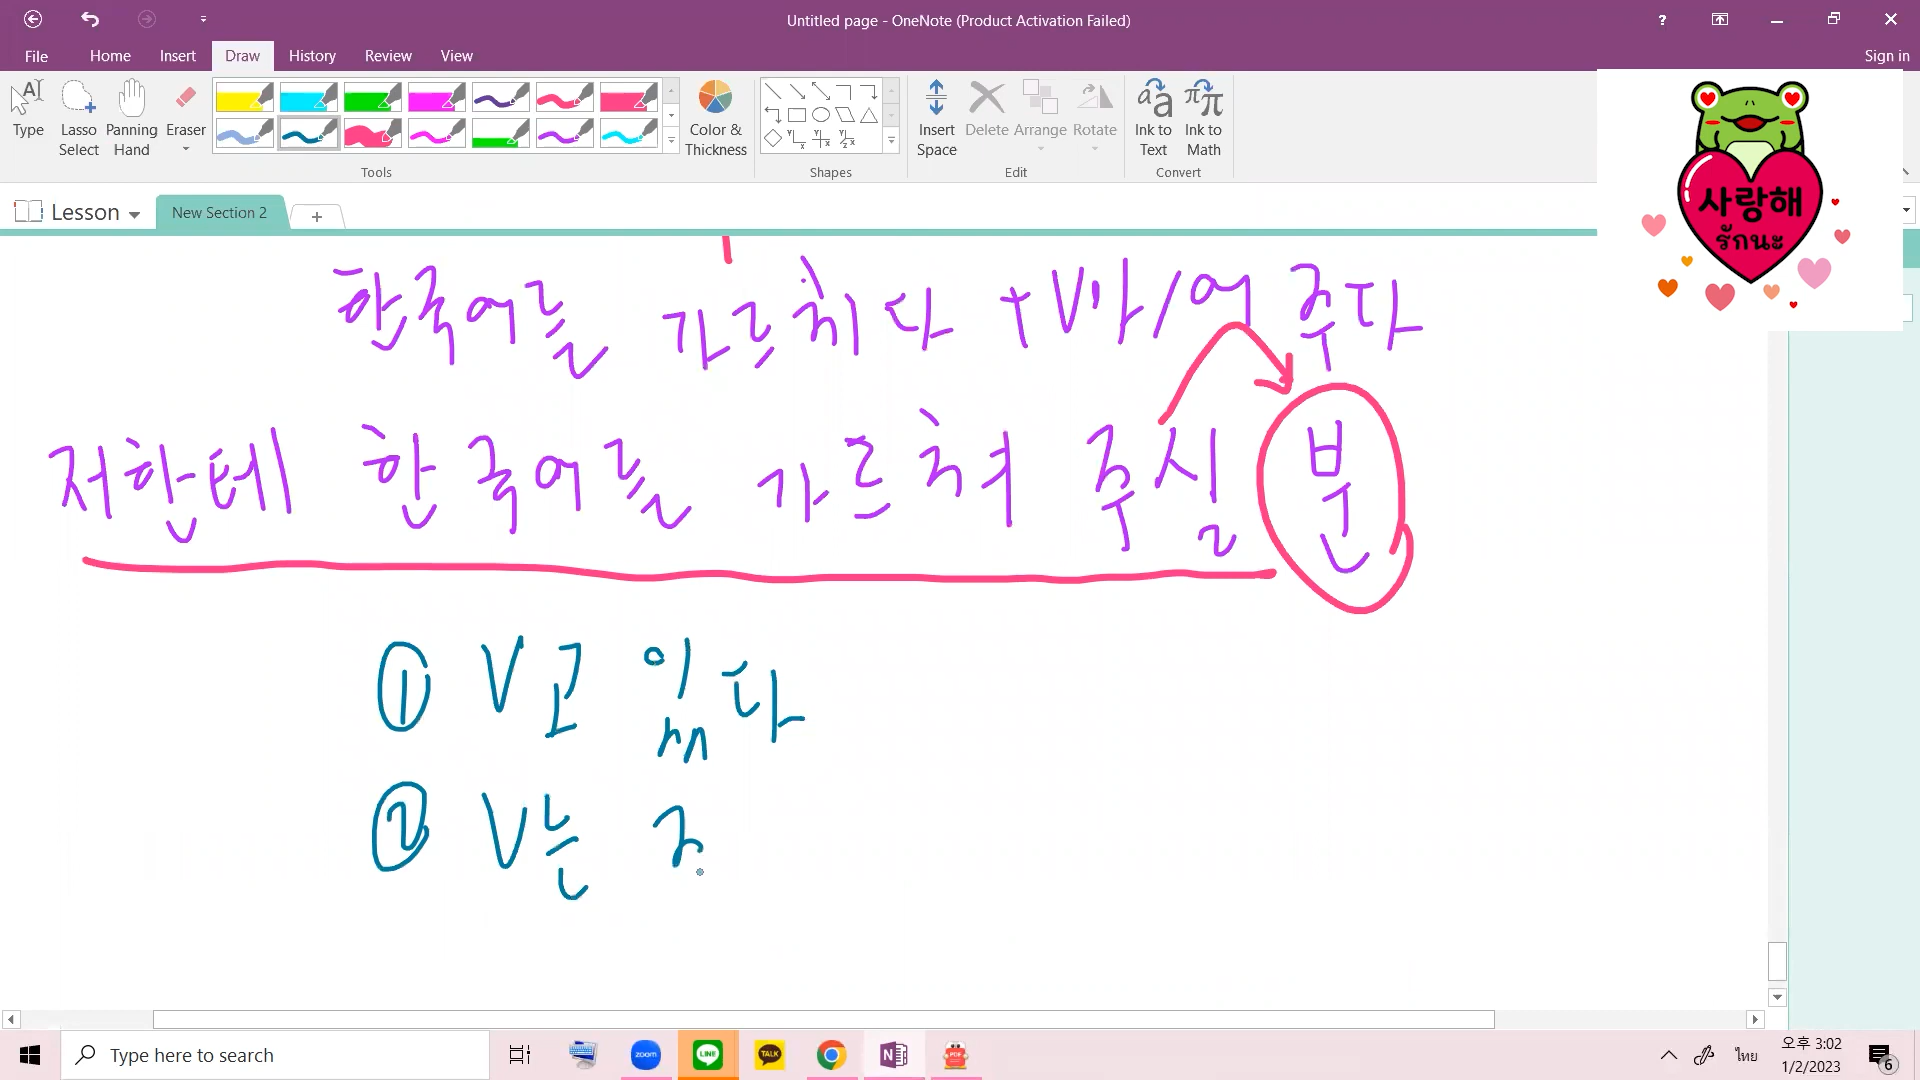 Untitled page - OneNote (Product Activation Failed)
?
File Home Insert Draw History Review View
Sign in
Type
Lasso Select
Panning Hand
Eraser
Color & Thickness
Insert Space
Delete
Arrange
Rotate
Ink to Text
Ink to Math
Tools
Shapes
Edit
Convert
Lesson
New Section 2
+
사랑해
รักนะ
한국어를 가르치다 + V아/어 주다
저한테 한국어를 가르쳐 주실 분
① V고 있다
② V는
Type here to search
zoom
LINE
TALK
N
PDF
ไทย
오후 3:02
1/2/2023
6